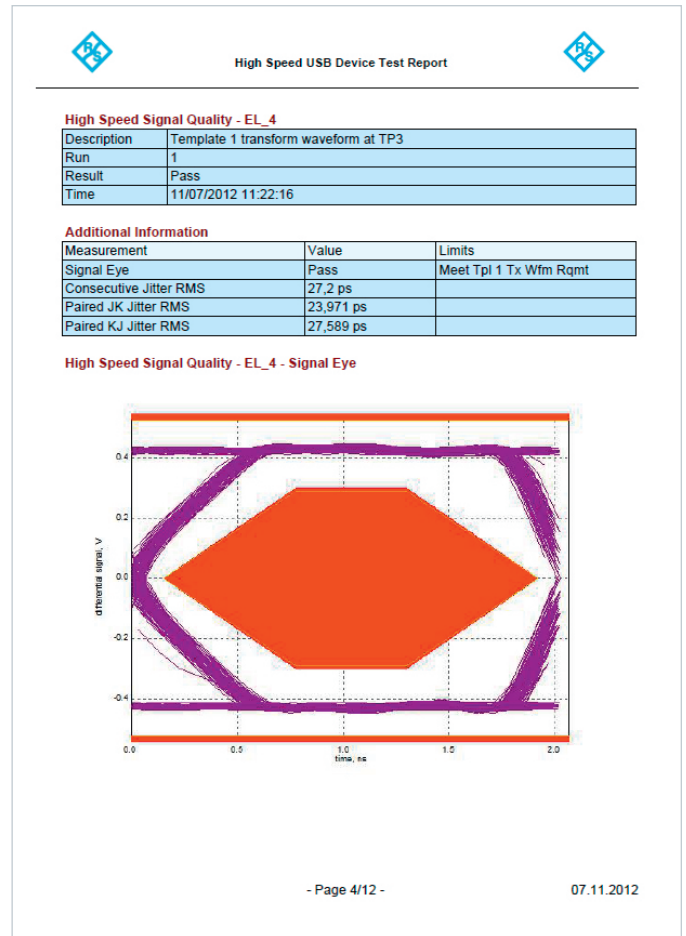 R/S
High Speed USB Device Test Report
R/S
High Speed Signal Quality - EL_4
Description Template 1 transform waveform at TP3
Run 1
Result Pass
Time 11/07/2012 11:22:16
Additional Information
Measurement Value Limits
Signal Eye Pass Meet Tpl 1 Tx Wfm Rqmt
Consecutive Jitter RMS 27,2 ps
Paired JK Jitter RMS 23,971 ps
Paired KJ Jitter RMS 27,589 ps
High Speed Signal Quality - EL_4 - Signal Eye
0.4
0.2
0.0
-0.2
-0.4
differential signal, V
0.0 0.5 1.0 1.5 2.0
time, ns
- Page 4/12 - 07.11.2012